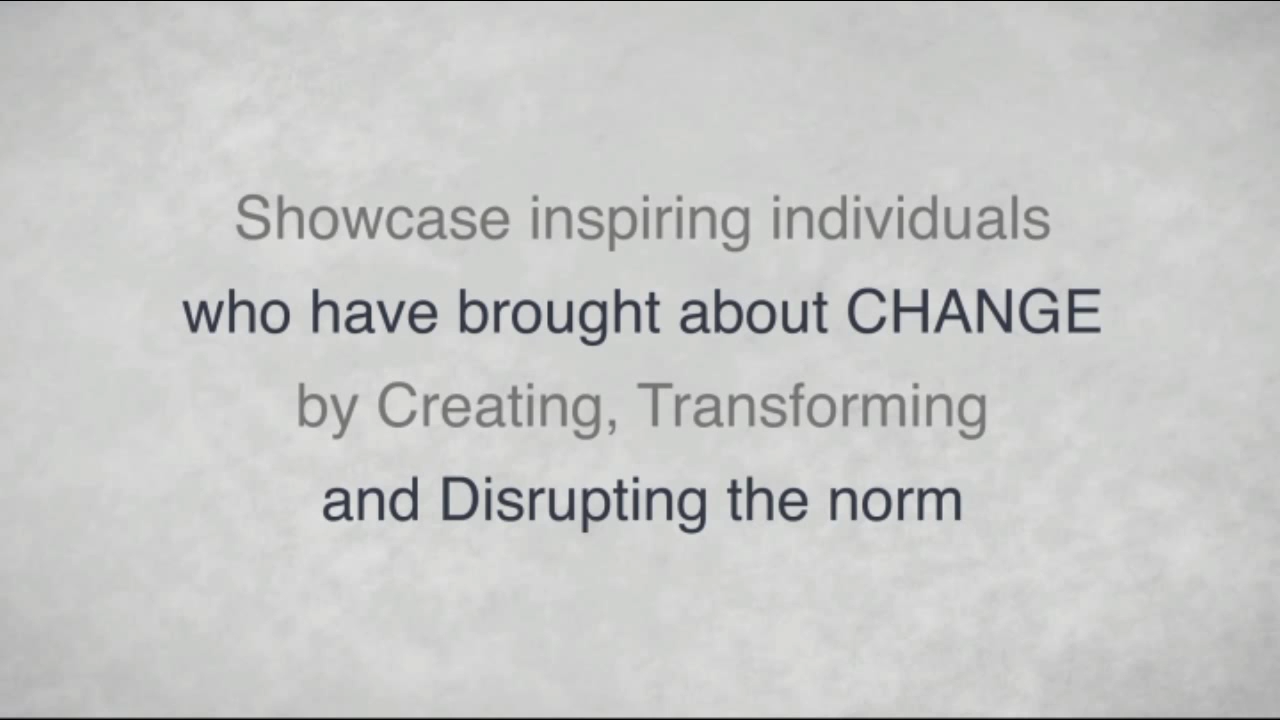 Showcase inspiring individuals
who have brought about CHANGE
by Creating, Transforming
and Disrupting the norm